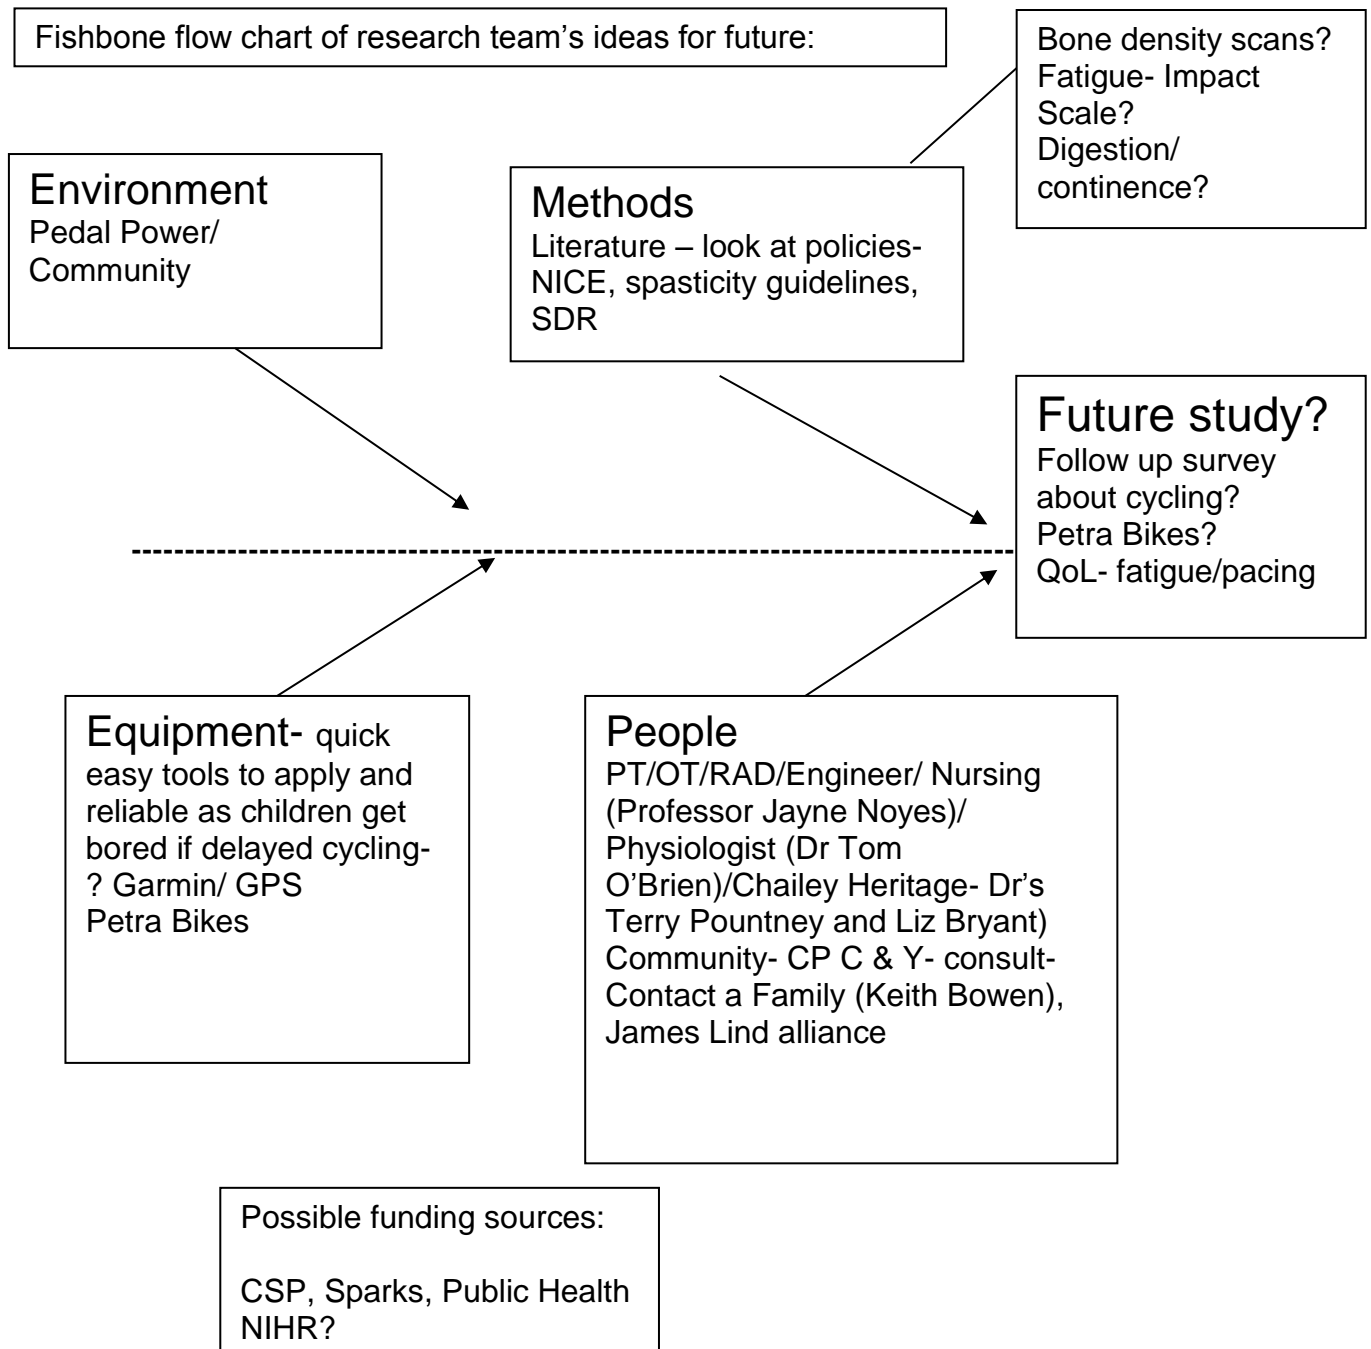 Fishbone flow chart of research team’s ideas for future:
Bone density scans?
Fatigue- Impact
Scale?
Digestion/
continence?
Environment
Pedal Power/
Community
Methods
Literature – look at policies-
NICE, spasticity guidelines,
SDR
Future study?
Follow up survey
about cycling?
Petra Bikes?
QoL- fatigue/pacing
Equipment- quick
easy tools to apply and
reliable as children get
bored if delayed cycling-
? Garmin/ GPS
Petra Bikes
People
PT/OT/RAD/Engineer/ Nursing
(Professor Jayne Noyes)/
Physiologist (Dr Tom
O’Brien)/Chailey Heritage- Dr’s
Terry Pountney and Liz Bryant)
Community- CP C & Y- consult-
Contact a Family (Keith Bowen),
James Lind alliance
Possible funding sources:
CSP, Sparks, Public Health
NIHR?